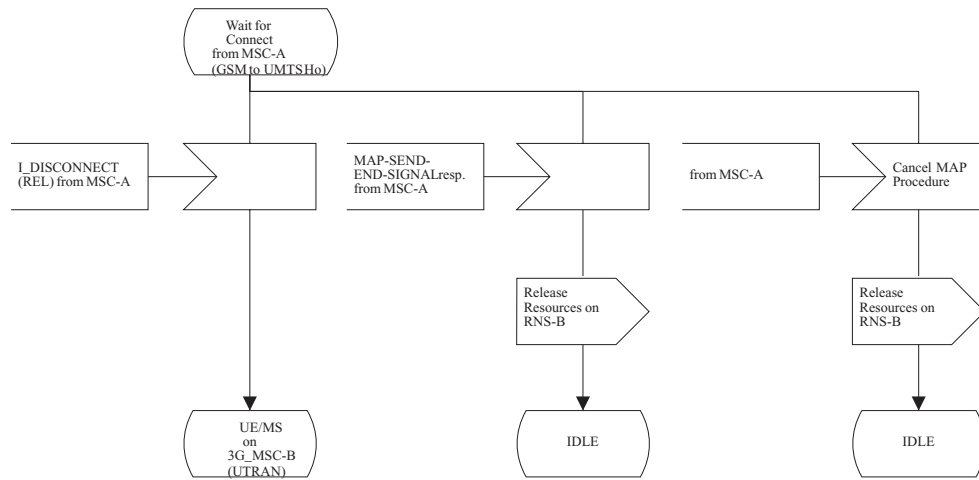 Wait for
Connect
from MSC-A
(GSM to UMTS Ho)
I_DISCONNECT
(REL) from MSC-A
MAP-SEND-
END-SIGNAL resp.
from MSC-A
from MSC-A
Cancel MAP
Procedure
Release
Resources on
RNS-B
Release
Resources on
RNS-B
UE/MS
on
3G_MSC-B
(UTRAN)
IDLE
IDLE